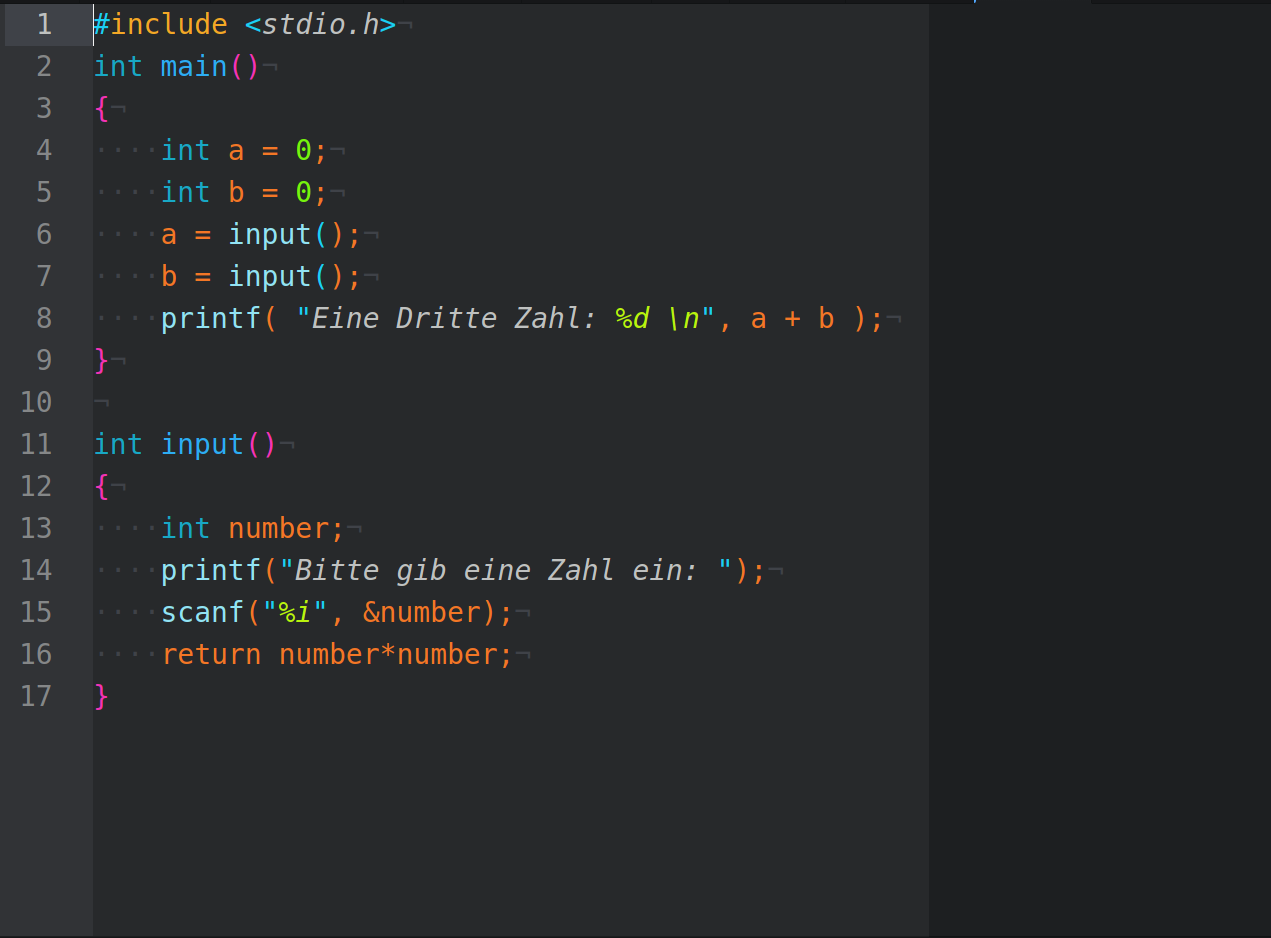 1 #include <stdio.h>¬
2 int main()¬
3 {¬
4 ····int a = 0;¬
5 ····int b = 0;¬
6 ····a = input();¬
7 ····b = input();¬
8 ····printf( "Eine Dritte Zahl: %d \n", a + b );¬
9 }¬
10 ¬
11 int input()¬
12 {¬
13 ····int number;¬
14 ····printf("Bitte gib eine Zahl ein: ");¬
15 ····scanf("%i", &number);¬
16 ····return number*number;¬
17 }